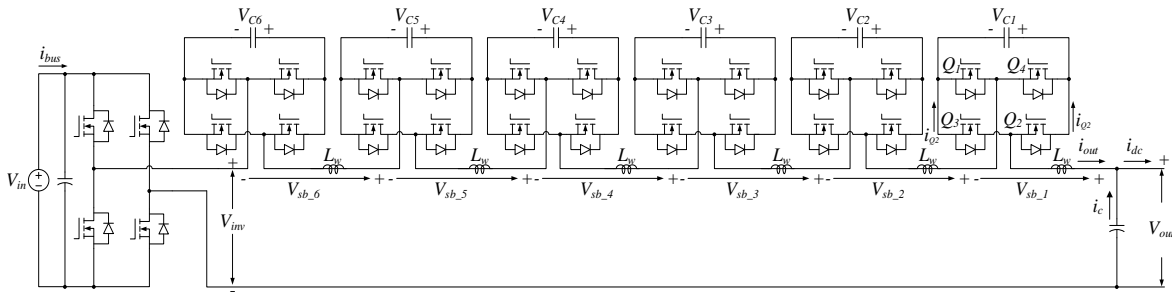 - V_C6 +
- V_C5 +
- V_C4 +
- V_C3 +
- V_C2 +
- V_C1 +
i_bus
Q_1
Q_4
Q_3
Q_2
i_Q2
i_Q2
V_in
+
-
L_w
L_w
L_w
L_w
L_w
L_w
i_out
i_dc
+
- V_sb_6 +
- V_sb_5 +
- V_sb_4 +
- V_sb_3 +
- V_sb_2 +
- V_sb_1 +
+
V_inv
-
i_c
V_out
-